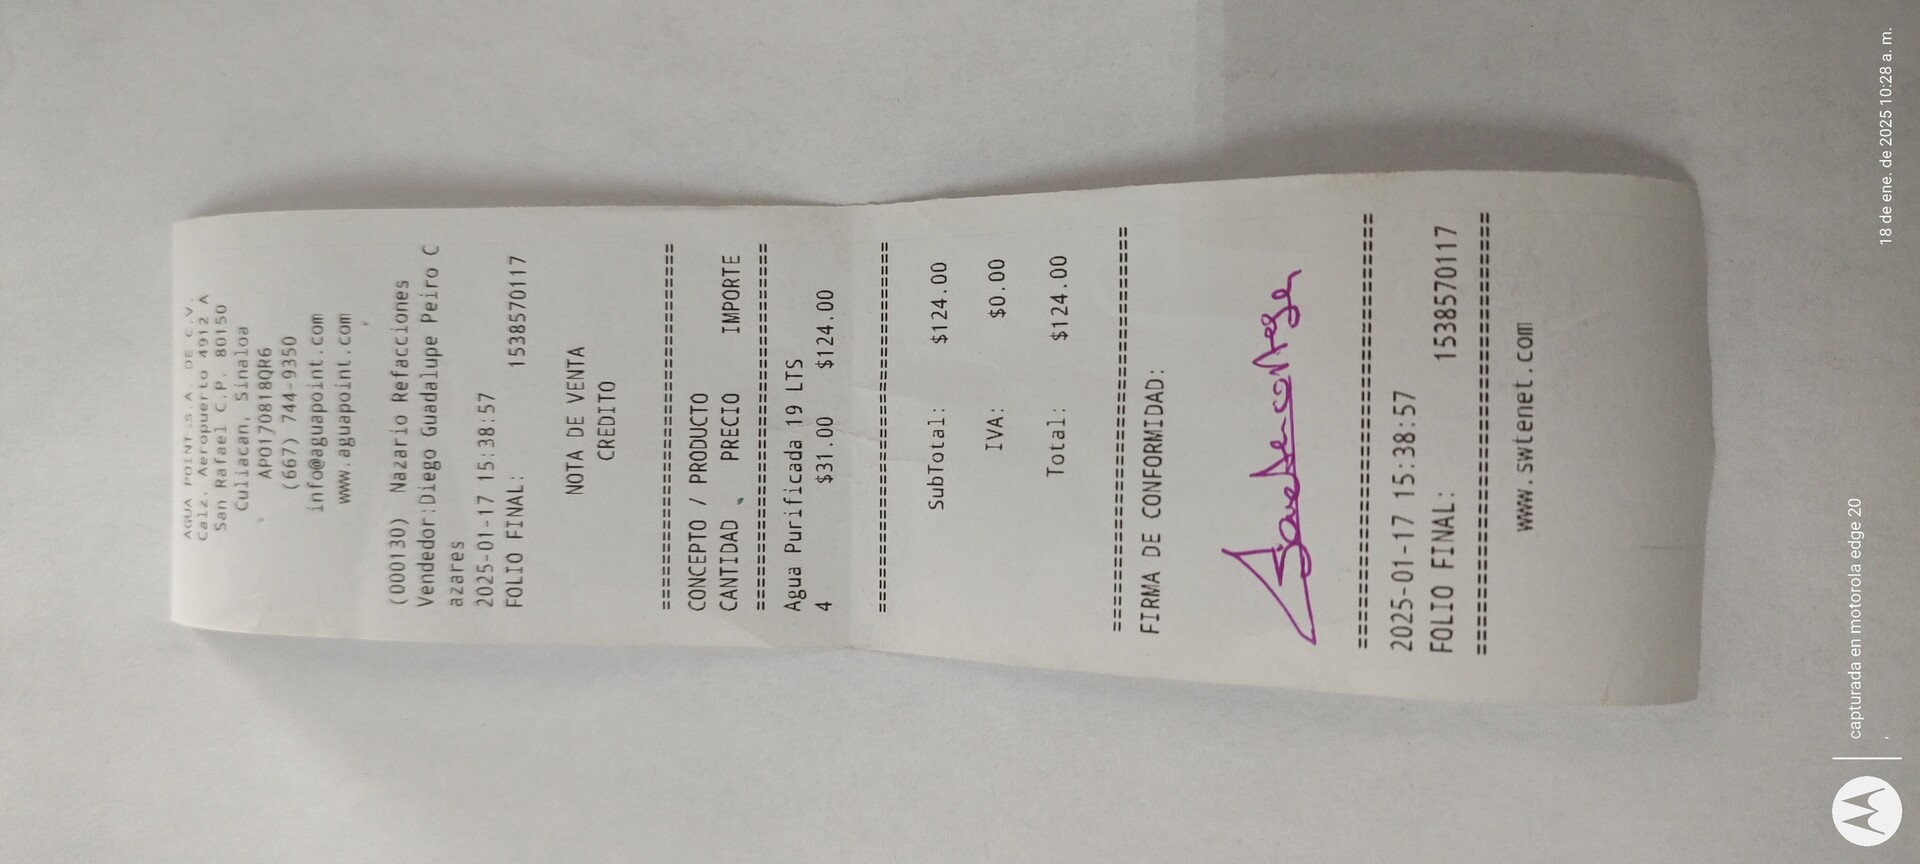 AGUA POINT S.A. DE C.V.
Calz. Aeropuerto 4912 A
San Rafael C.P. 80150
Culiacan, Sinaloa
APO170818QR6
(667) 744-9350
info@aguapoint.com
www.aguapoint.com
(000130) Nazario Refacciones
Vendedor:Diego Guadalupe Peiro C
azares
2025-01-17 15:38:57
FOLIO FINAL: 1538570117
NOTA DE VENTA
CREDITO
================================
CONCEPTO / PRODUCTO
CANTIDAD PRECIO IMPORTE
================================
Agua Purificada 19 LTS
4 $31.00 $124.00
================================
SubTotal: $124.00
IVA: $0.00
Total: $124.00
================================
FIRMA DE CONFORMIDAD:
================================
2025-01-17 15:38:57
FOLIO FINAL: 1538570117
================================
www.swtenet.com
capturada en motorola edge 20
18 de ene. de 2025 10:28 a. m.